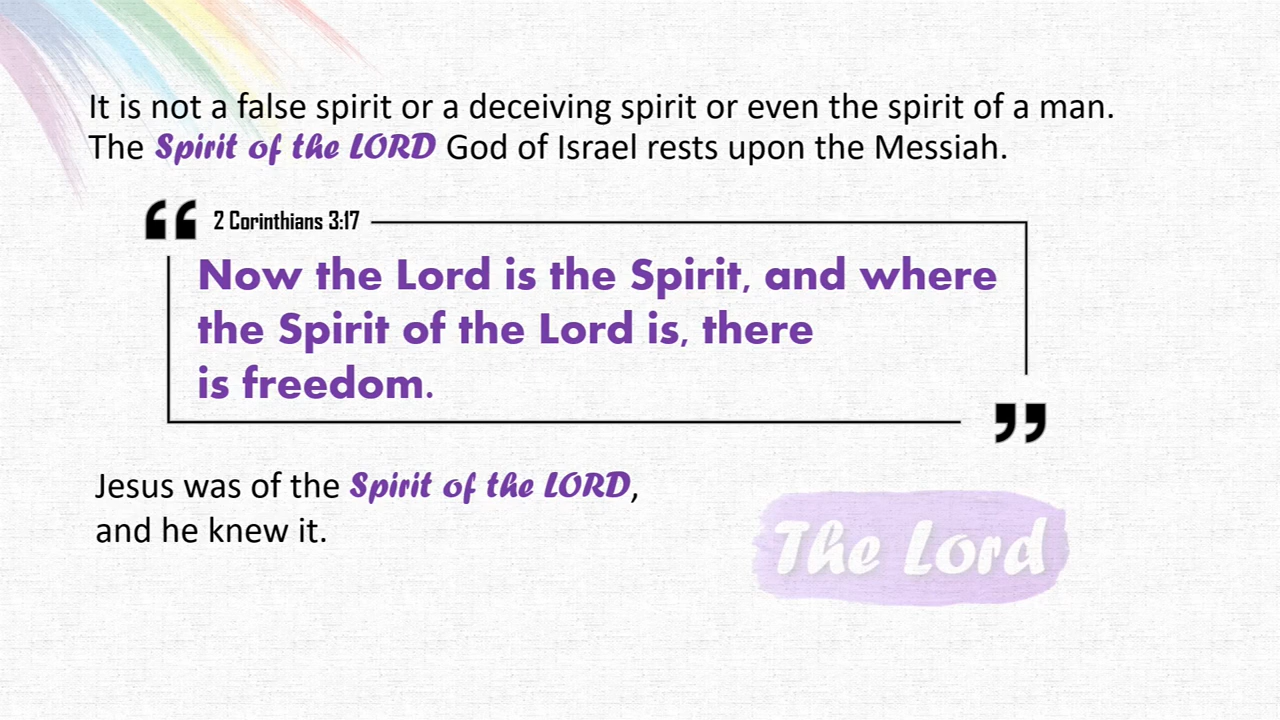 It is not a false spirit or a deceiving spirit or even the spirit of a man.
The Spirit of the LORD God of Israel rests upon the Messiah.
“ 2 Corinthians 3:17
Now the Lord is the Spirit, and where
the Spirit of the Lord is, there
is freedom.
”
Jesus was of the Spirit of the LORD,
and he knew it.
The Lord